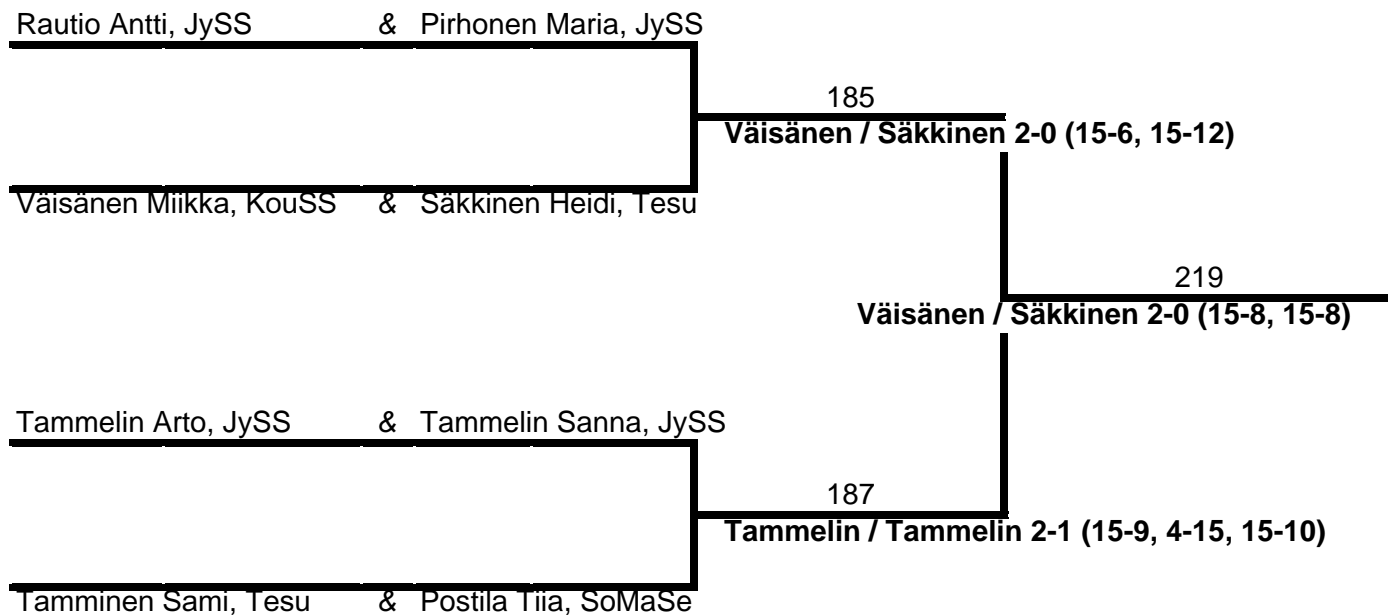 Rautio Antti, JySS & Pirhonen Maria, JySS
185
Väisänen / Säkkinen 2-0 (15-6, 15-12)
Väisänen Miikka, KouSS & Säkkinen Heidi, Tesu
219
Väisänen / Säkkinen 2-0 (15-8, 15-8)
Tammelin Arto, JySS & Tammelin Sanna, JySS
187
Tammelin / Tammelin 2-1 (15-9, 4-15, 15-10)
Tamminen Sami, Tesu & Postila Tiia, SoMaSe